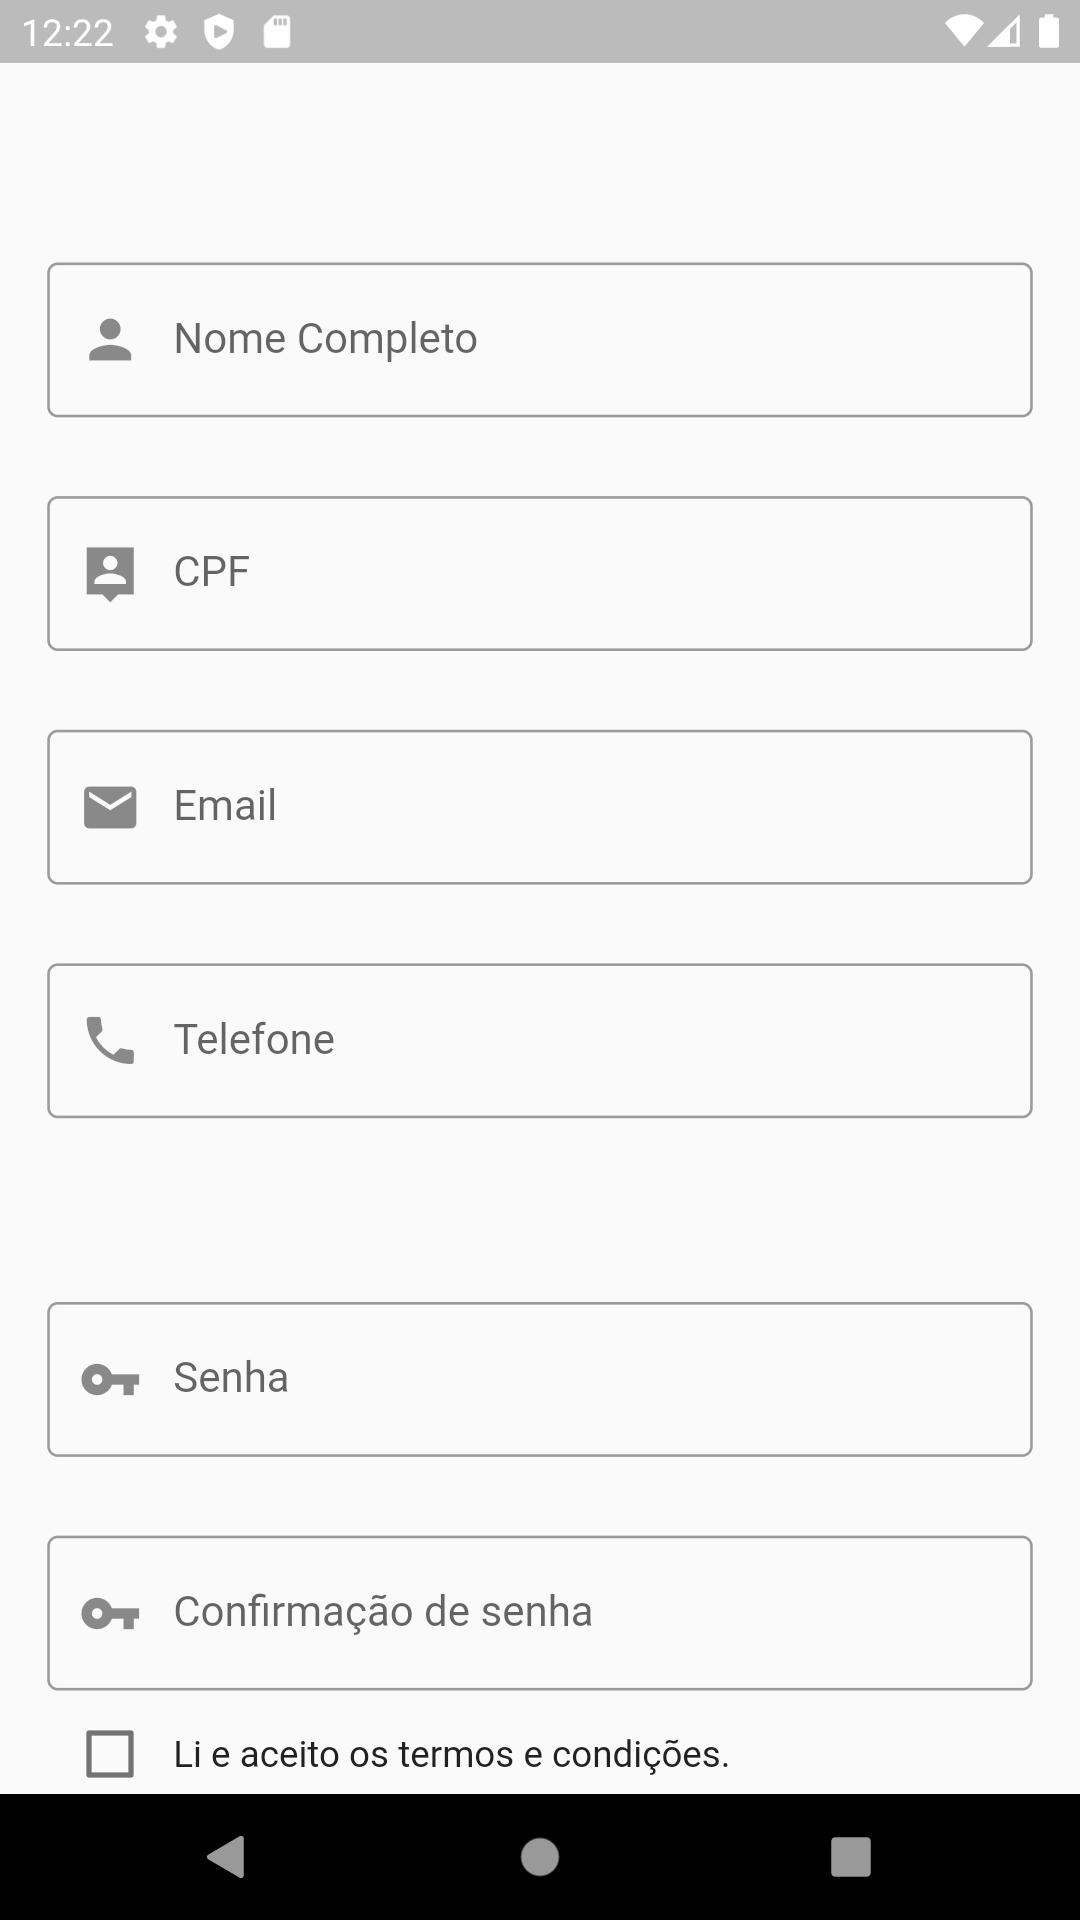 12:22
Nome Completo
CPF
Email
Telefone
Senha
Confirmação de senha
Li e aceito os termos e condições.